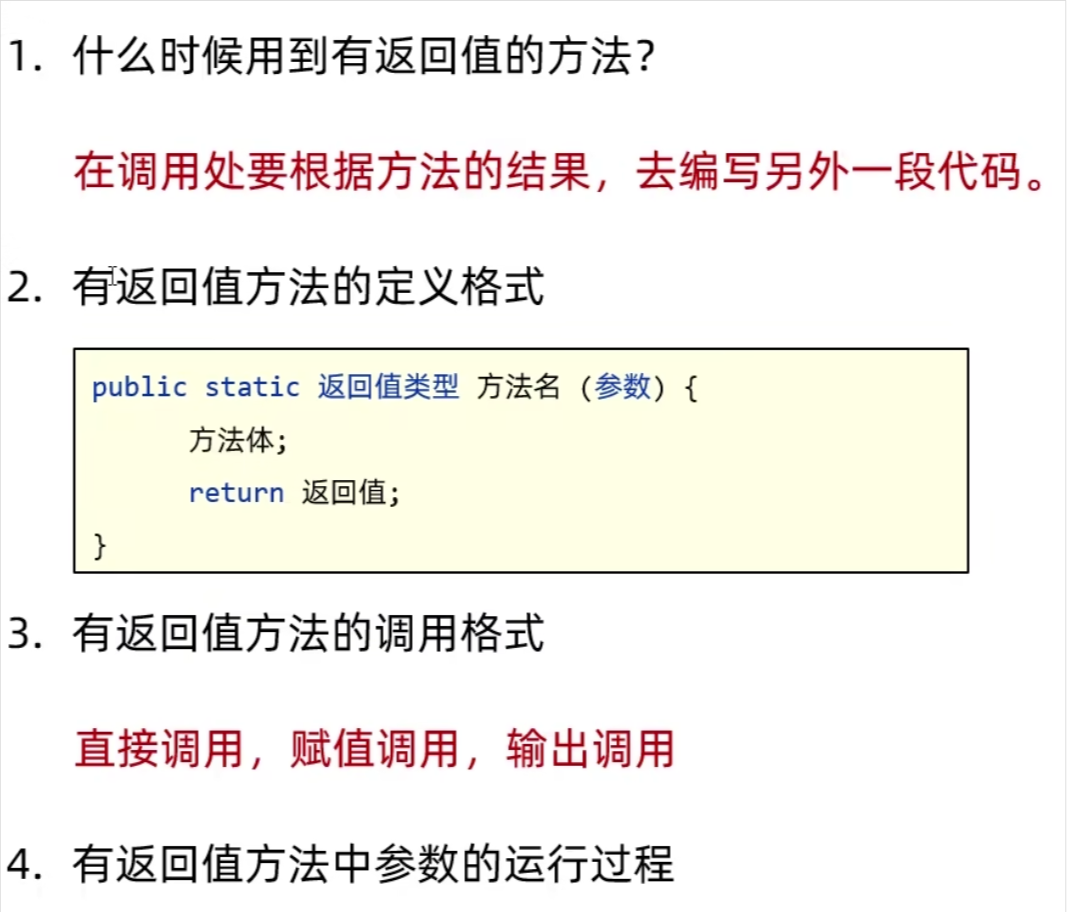 1. 什么时候用到有返回值的方法？
在调用处要根据方法的结果，去编写另外一段代码。
2. 有返回值方法的定义格式
public static 返回值类型 方法名 (参数) {
方法体;
return 返回值;
}
3. 有返回值方法的调用格式
直接调用，赋值调用，输出调用
4. 有返回值方法中参数的运行过程